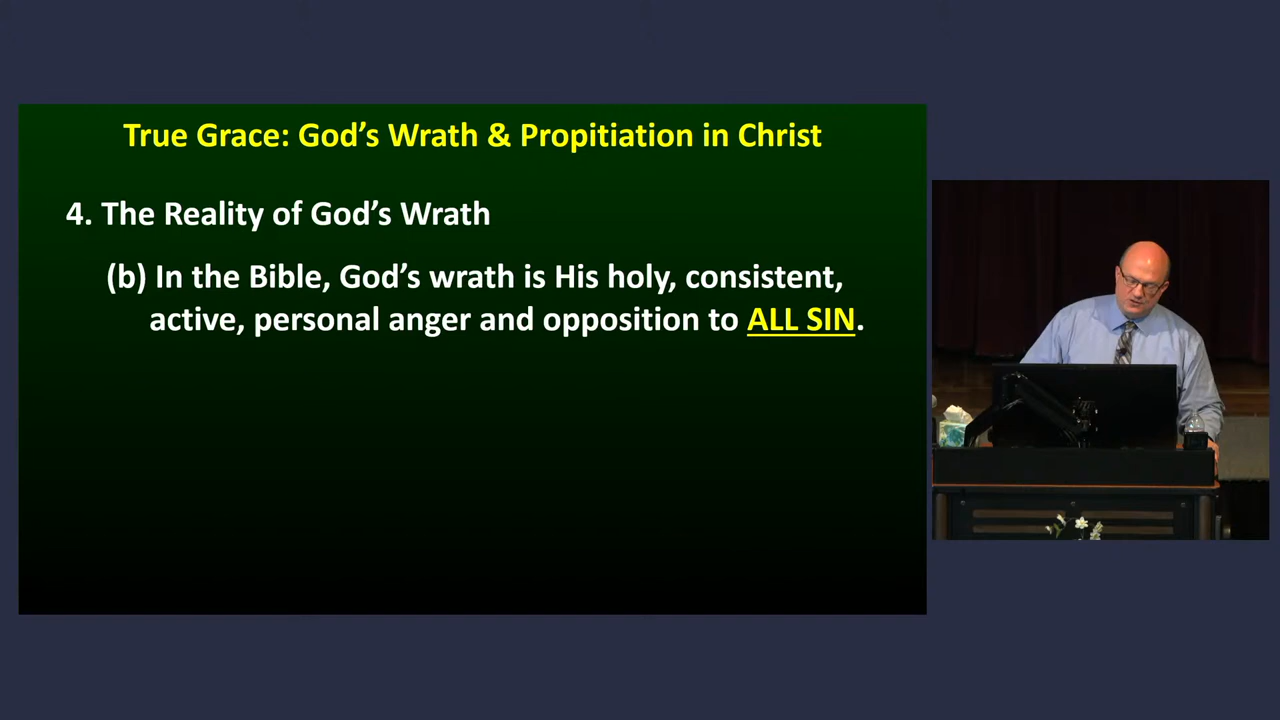 True Grace: God’s Wrath & Propitiation in Christ
4. The Reality of God’s Wrath
(b) In the Bible, God’s wrath is His holy, consistent,
active, personal anger and opposition to ALL SIN.